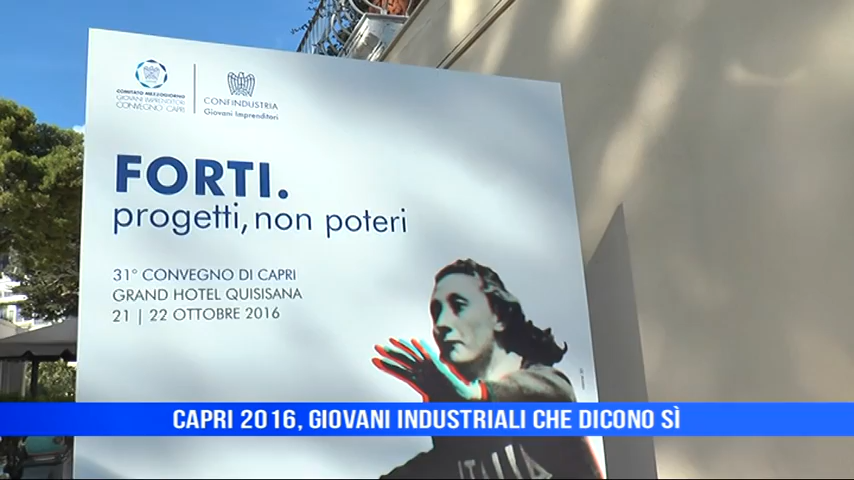 COMITATO MEZZOGIORNO
GIOVANI IMPRENDITORI
CONVEGNO CAPRI
CONFINDUSTRIA
Giovani Imprenditori
FORTI.
progetti, non poteri
31° CONVEGNO DI CAPRI
GRAND HOTEL QUISISANA
21 | 22 OTTOBRE 2016
CAPRI 2016, GIOVANI INDUSTRIALI CHE DICONO SÌ
ITALIA